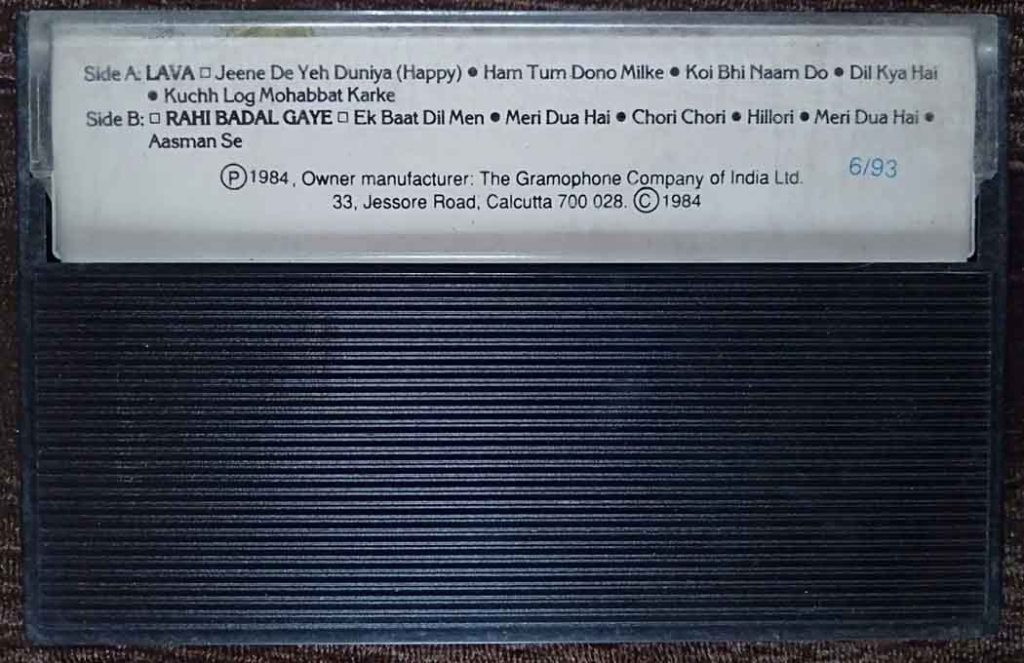 Side A: LAVA □ Jeene De Yeh Duniya (Happy) ● Ham Tum Dono Milke ● Koi Bhi Naam Do ● Dil Kya Hai
● Kuchh Log Mohabbat Karke
Side B: □ RAHI BADAL GAYE □ Ek Baat Dil Men ● Meri Dua Hai ● Chori Chori ● Hillori ● Meri Dua Hai ●
Aasman Se
Ⓟ1984, Owner manufacturer: The Gramophone Company of India Ltd.
6/93
33, Jessore Road, Calcutta 700 028. Ⓒ1984